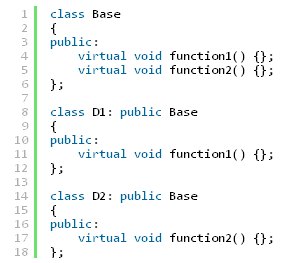 1 class Base
2 {
3 public:
4     virtual void function1() {};
5     virtual void function2() {};
6 };
7
8 class D1: public Base
9 {
10 public:
11     virtual void function1() {};
12 };
13
14 class D2: public Base
15 {
16 public:
17     virtual void function2() {};
18 };